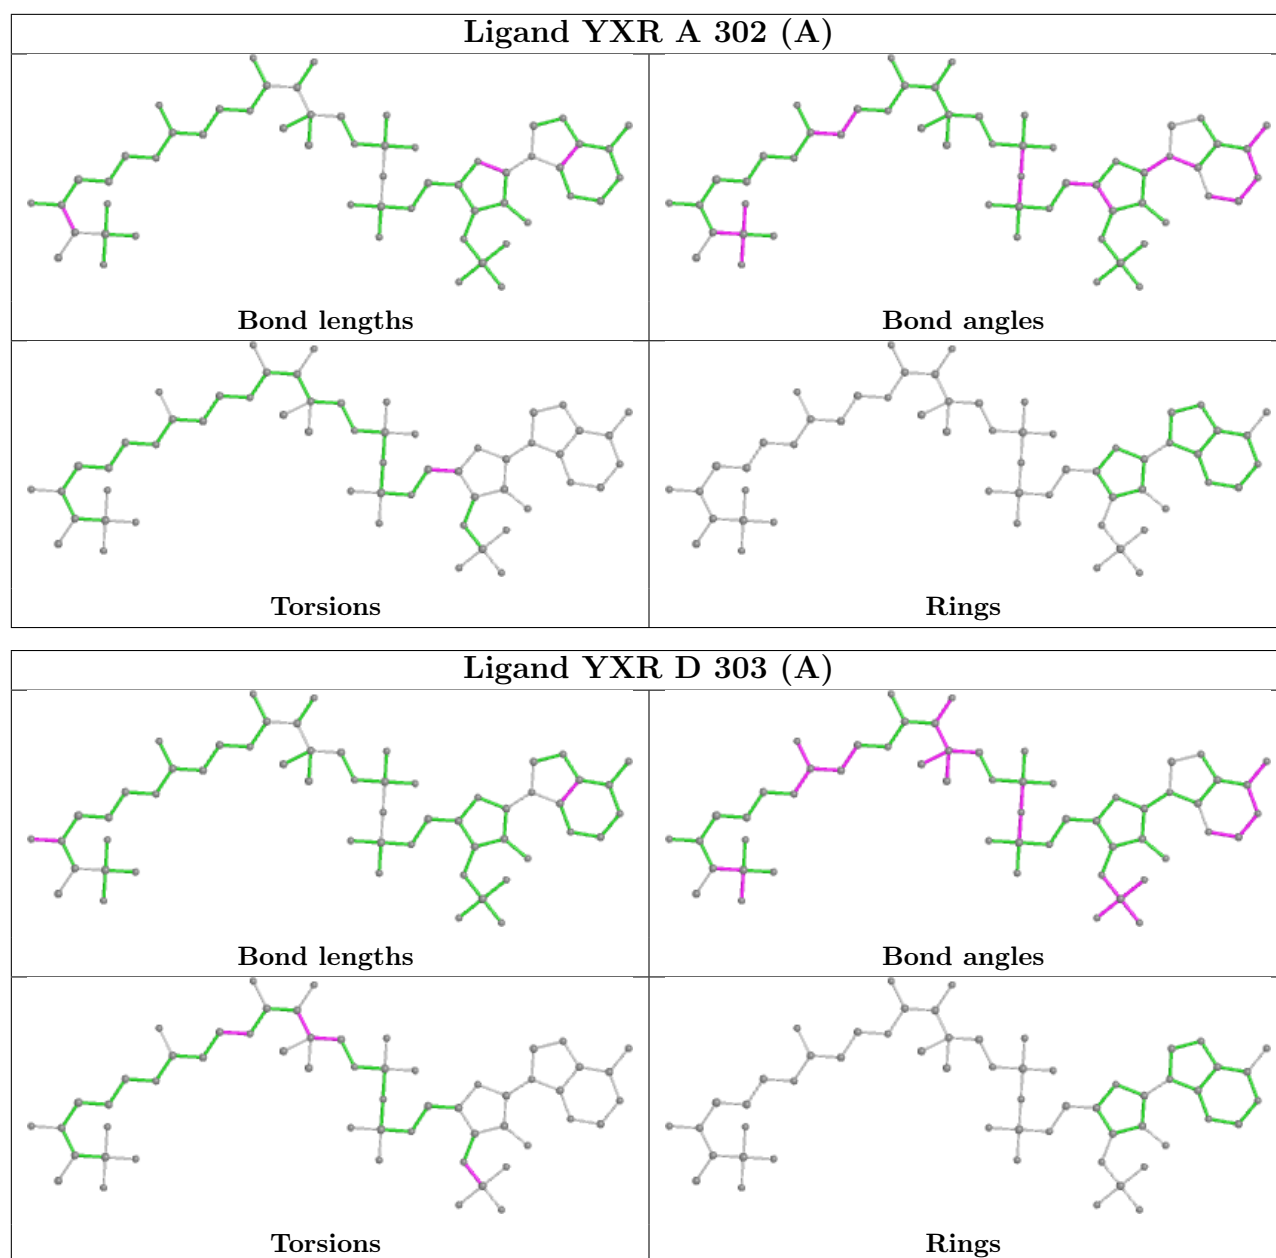 Ligand YXR A 302 (A)
Bond lengths
Bond angles
Torsions
Rings
Ligand YXR D 303 (A)
Bond lengths
Bond angles
Torsions
Rings